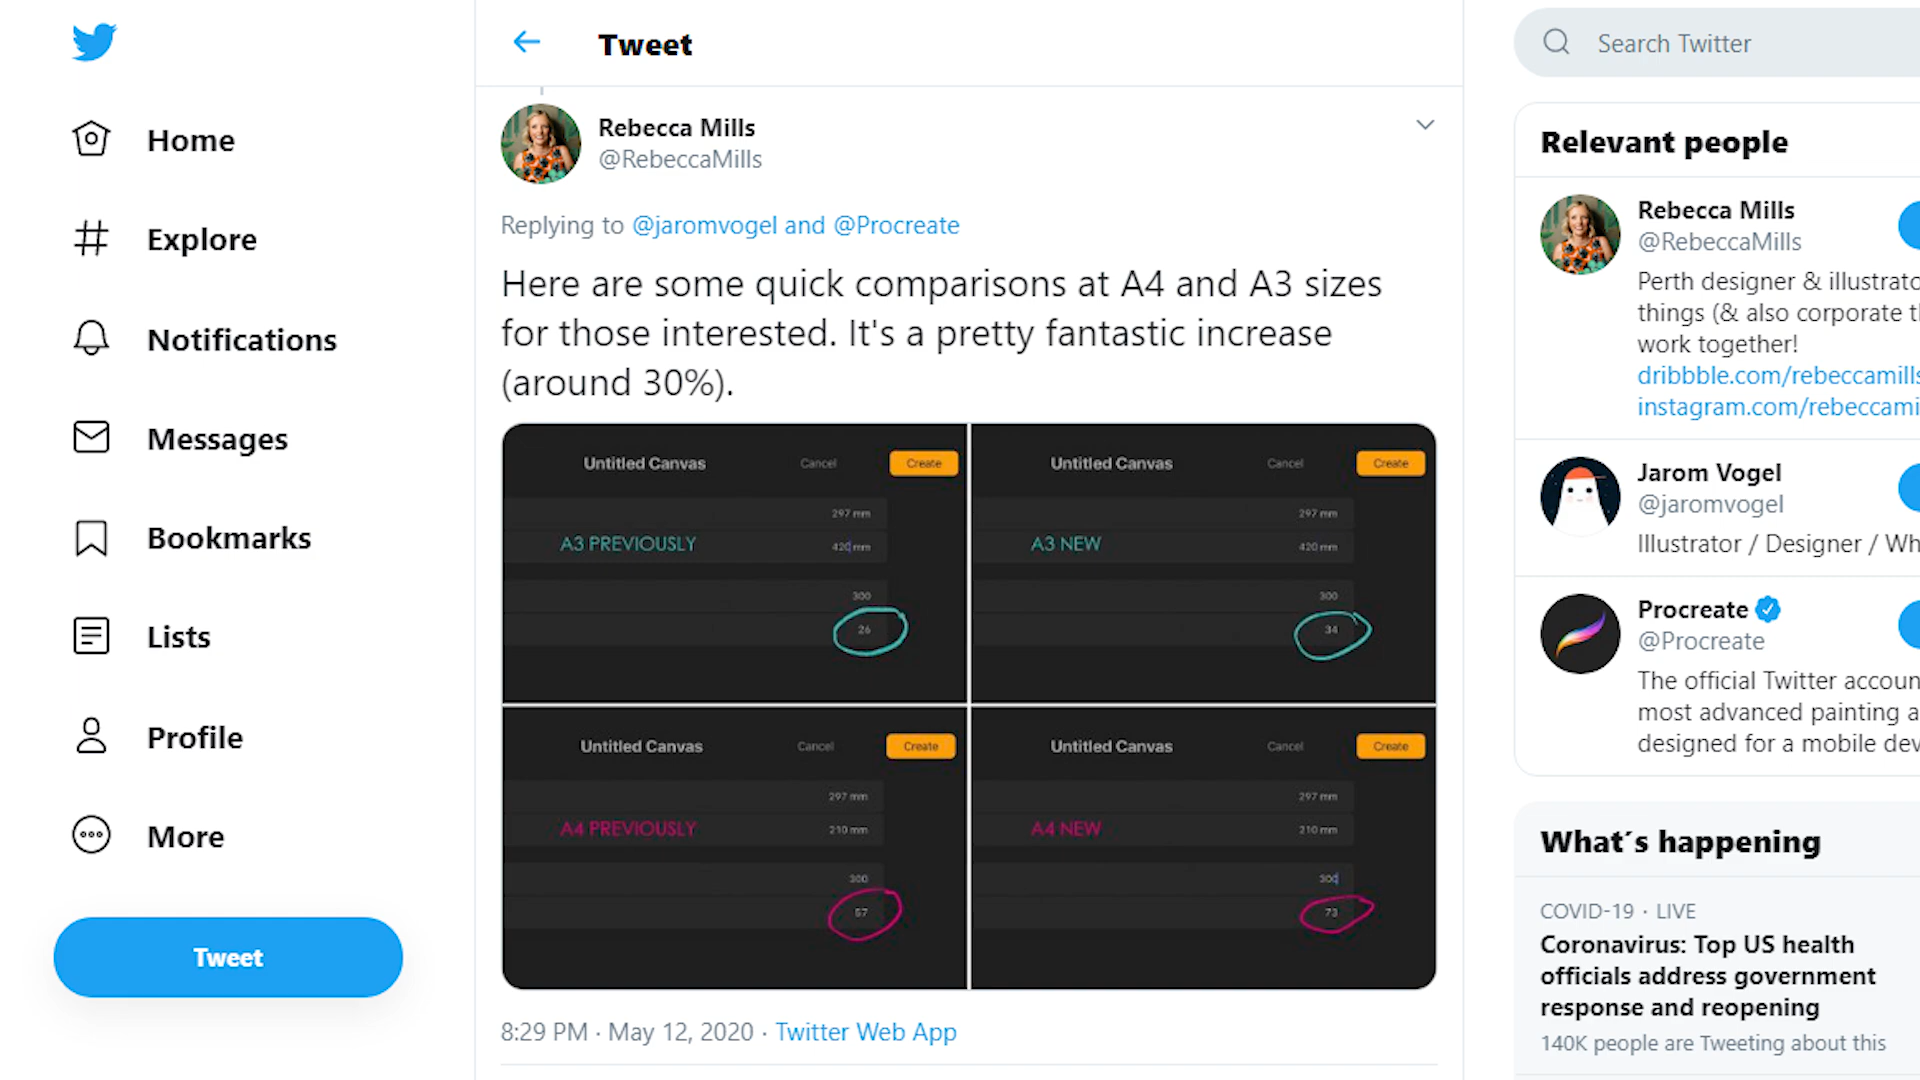 Home
Explore
Notifications
Messages
Bookmarks
Lists
Profile
More
Tweet
Tweet
Rebecca Mills
@RebeccaMills
Replying to @jaromvogel and @Procreate
Here are some quick comparisons at A4 and A3 sizes
for those interested. It's a pretty fantastic increase
(around 30%).
Untitled Canvas Cancel Create
297 mm
A3 PREVIOUSLY 420 mm
300
26
Untitled Canvas Cancel Create
297 mm
A3 NEW 420 mm
300
34
Untitled Canvas Cancel Create
297 mm
A4 PREVIOUSLY 210 mm
300
57
Untitled Canvas Cancel Create
297 mm
A4 NEW 210 mm
300
73
8:29 PM · May 12, 2020 · Twitter Web App
Search Twitter
Relevant people
Rebecca Mills
@RebeccaMills
Perth designer & illustrato
things (& also corporate
work together!
dribbble.com/rebeccamills
instagram.com/rebeccami
Jarom Vogel
@jaromvogel
Illustrator / Designer / Wh
Procreate
@Procreate
The official Twitter accoun
most advanced painting a
designed for a mobile dev
What´s happening
COVID-19 · LIVE
Coronavirus: Top US health
officials address government
response and reopening
140K people are Tweeting about this